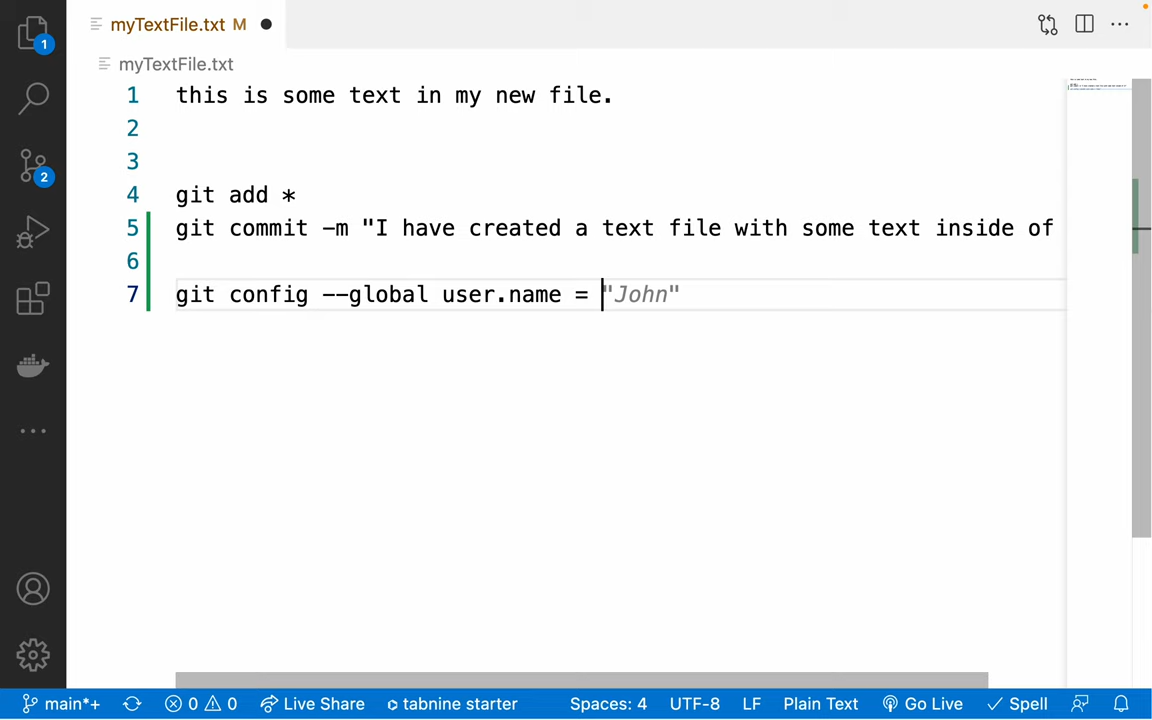 myTextFile.txt M
myTextFile.txt
1 this is some text in my new file.
2
3
4 git add *
5 git commit -m "I have created a text file with some text inside of
6
7 git config --global user.name = "John"
1
2
main*+ 0 0 Live Share tabnine starter Spaces: 4 UTF-8 LF Plain Text Go Live Spell